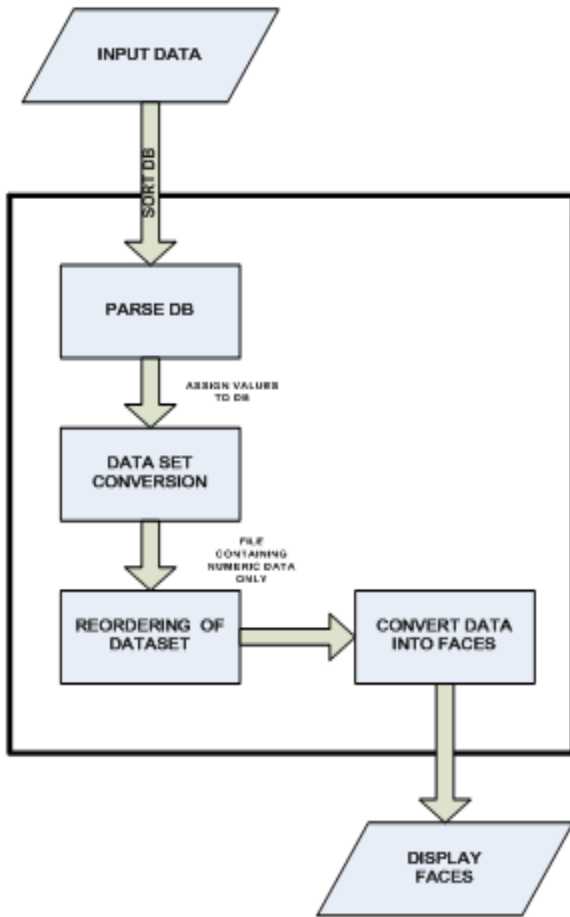 INPUT DATA
SORT DB
PARSE DB
ASSIGN VALUES
TO DB
DATA SET
CONVERSION
FILE
CONTAINING
NUMERIC DATA
ONLY
REORDERING OF
DATASET
CONVERT DATA
INTO FACES
DISPLAY
FACES